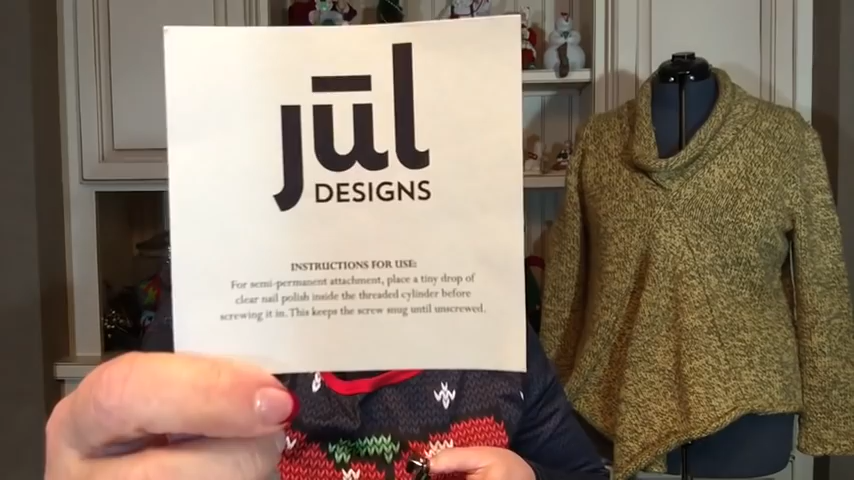 jūl
DESIGNS
INSTRUCTIONS FOR USE:
For semi-permanent attachment, place a tiny drop of
clear nail polish inside the threaded cylinder before
screwing it in. This keeps the screw snug until unscrewed.